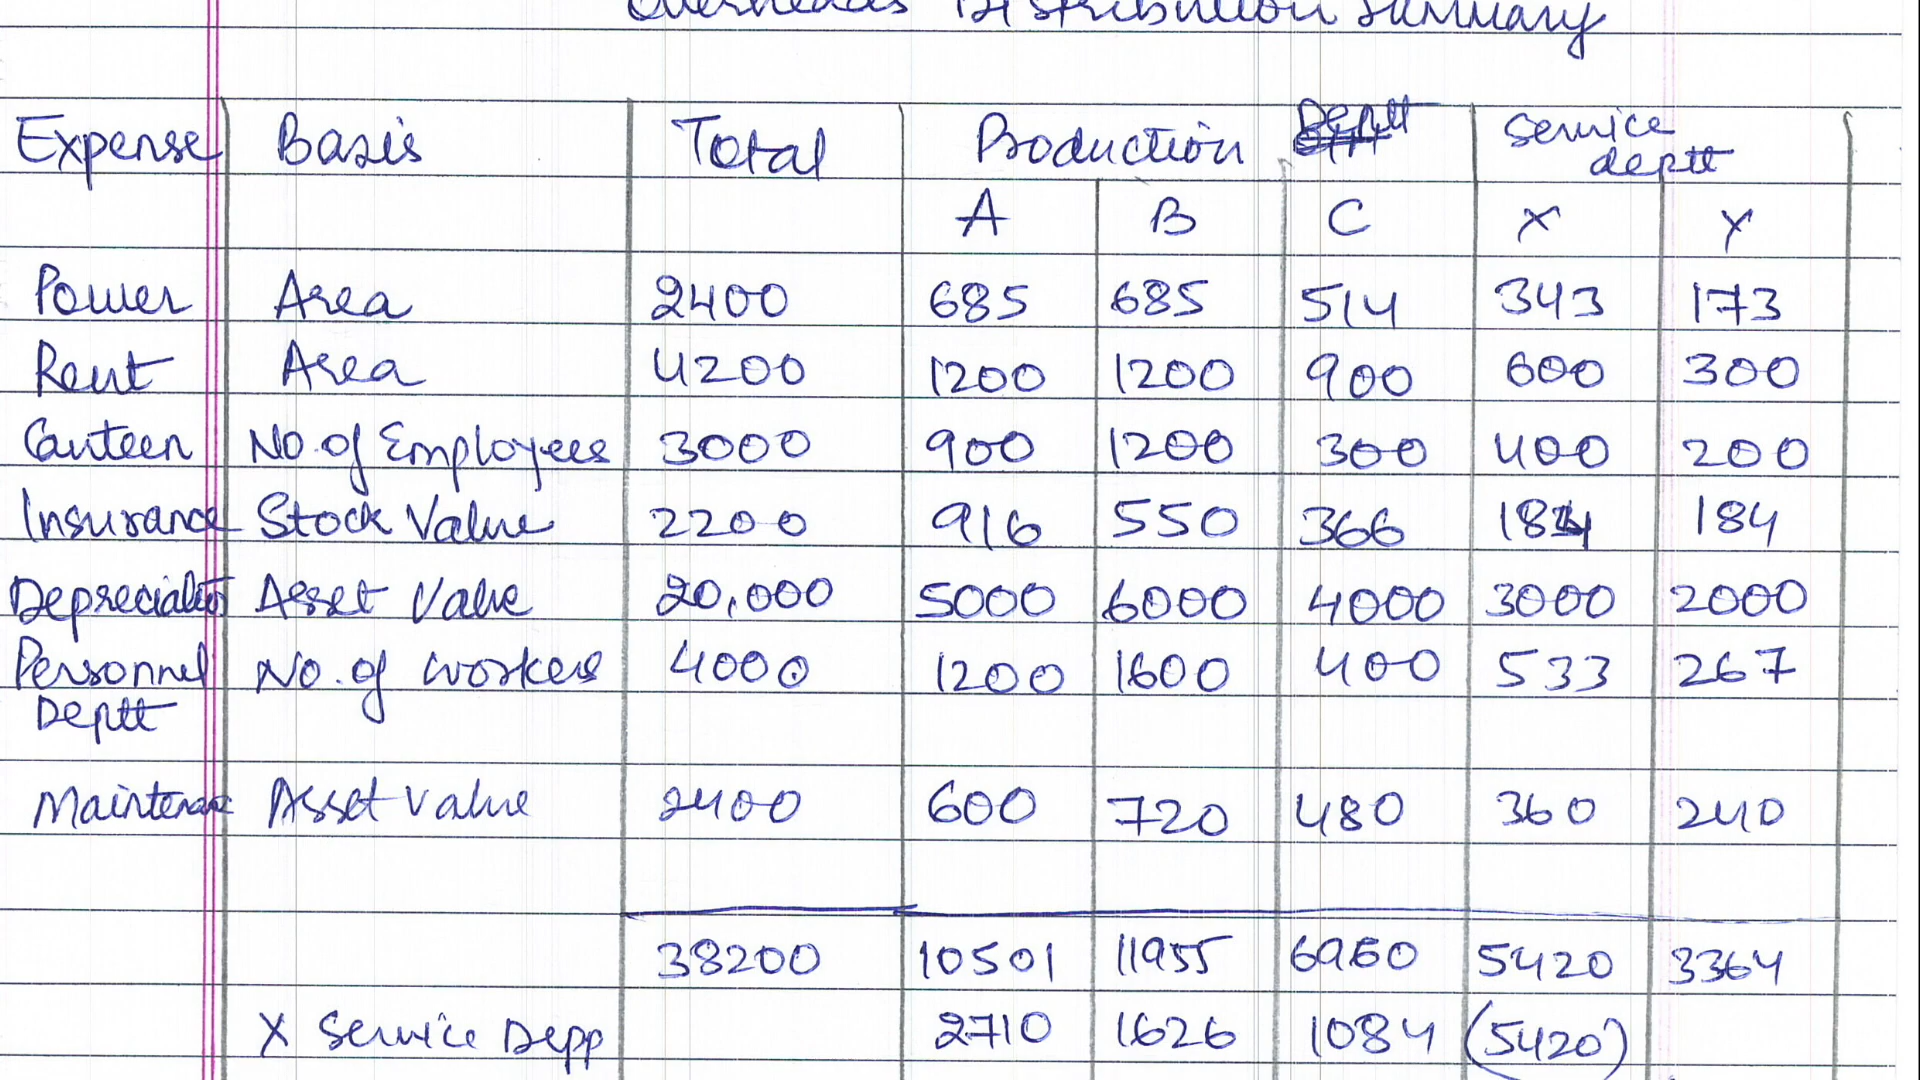 Overheads Distribution Summary
Expense Basis Total Production Deptt Service deptt
A B C X Y
Power Area 2400 685 685 514 343 173
Rent Area 4200 1200 1200 900 600 300
Canteen No. of Employees 3000 900 1200 300 400 200
Insurance Stock Value 2200 916 550 366 184 184
Depreciation Asset Value 20,000 5000 6000 4000 3000 2000
Personnel Deptt No. of workers 4000 1200 1600 400 533 267
Maintenance Asset value 2400 600 720 480 360 240
38200 10501 11955 6960 5420 3364
X Service Depp 2710 1626 1084 (5420)